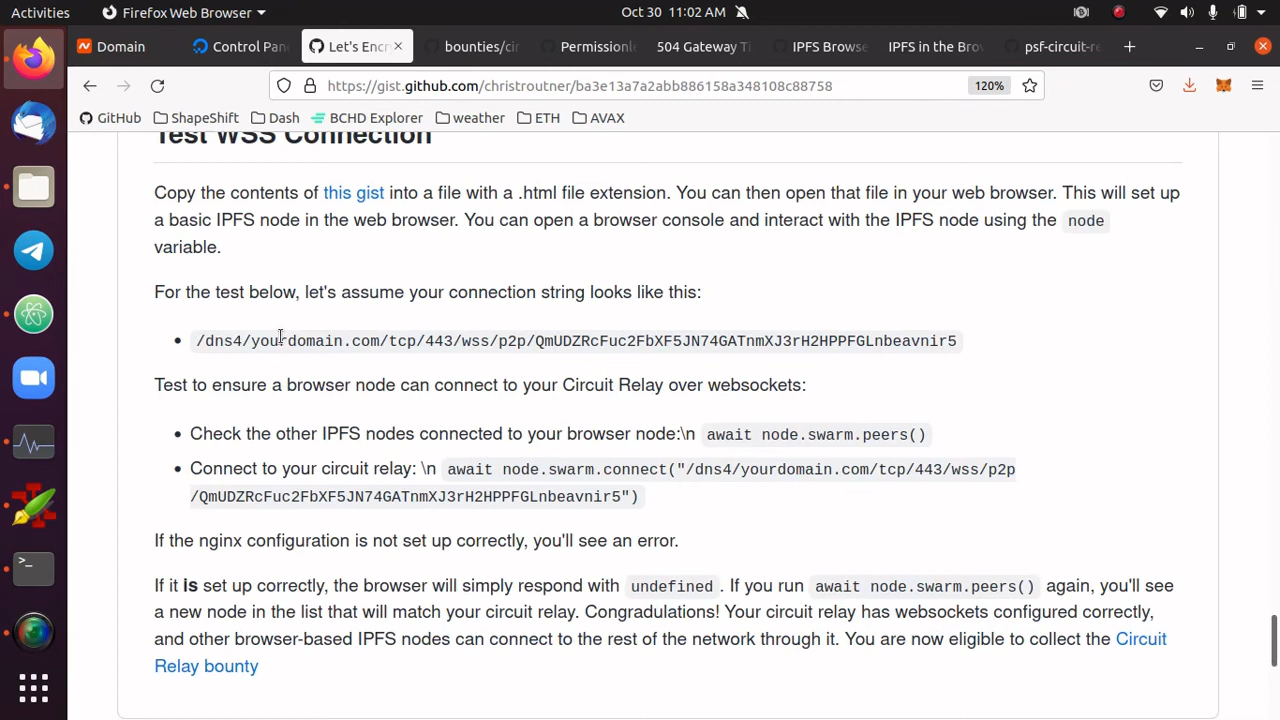 Activities
Firefox Web Browser
Oct 30 11:02 AM
Domain
Control Pan
Let's Encr
bounties/cir
Permissionl
504 Gateway Ti
IPFS Browse
IPFS in the Bro
psf-circuit-re
https://gist.github.com/christroutner/ba3e13a7a2abb886158a348108c88758
120%
GitHub
ShapeShift
Dash
BCHD Explorer
weather
ETH
AVAX
Test WSS Connection
Copy the contents of this gist into a file with a .html file extension. You can then open that file in your web browser. This will set up
a basic IPFS node in the web browser. You can open a browser console and interact with the IPFS node using the node
variable.
For the test below, let's assume your connection string looks like this:
• /dns4/yourdomain.com/tcp/443/wss/p2p/QmUDZRcFuc2FbXF5JN74GATnmXJ3rH2HPPFGLnbeavnir5
Test to ensure a browser node can connect to your Circuit Relay over websockets:
• Check the other IPFS nodes connected to your browser node:\n await node.swarm.peers()
• Connect to your circuit relay: \n await node.swarm.connect("/dns4/yourdomain.com/tcp/443/wss/p2p
/QmUDZRcFuc2FbXF5JN74GATnmXJ3rH2HPPFGLnbeavnir5")
If the nginx configuration is not set up correctly, you'll see an error.
If it is set up correctly, the browser will simply respond with undefined . If you run await node.swarm.peers() again, you'll see
a new node in the list that will match your circuit relay. Congradulations! Your circuit relay has websockets configured correctly,
and other browser-based IPFS nodes can connect to the rest of the network through it. You are now eligible to collect the Circuit
Relay bounty